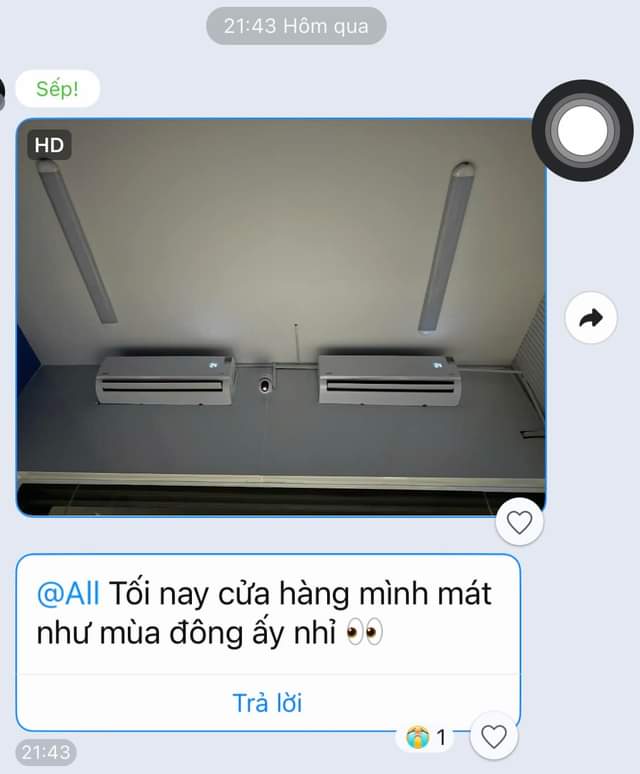 21:43 Hôm qua
Sếp!
HD
@All Tối nay cửa hàng mình mát
như mùa đông ấy nhỉ 👀
Trả lời
1
21:43